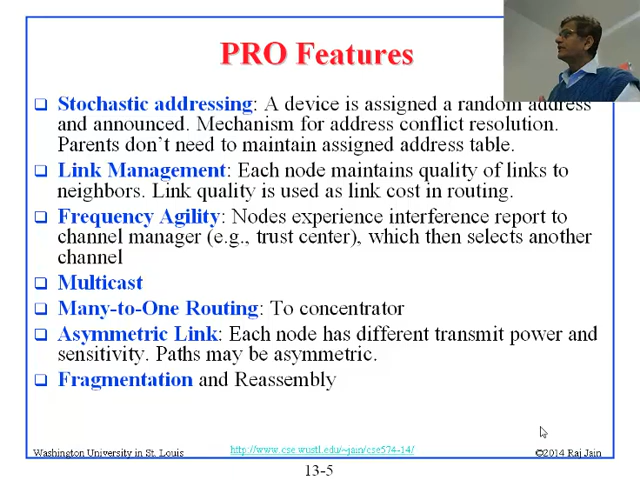 PRO Features
❑ Stochastic addressing: A device is assigned a random address
and announced. Mechanism for address conflict resolution.
Parents don't need to maintain assigned address table.
❑ Link Management: Each node maintains quality of links to
neighbors. Link quality is used as link cost in routing.
❑ Frequency Agility: Nodes experience interference report to
channel manager (e.g., trust center), which then selects another
channel
❑ Multicast
❑ Many-to-One Routing: To concentrator
❑ Asymmetric Link: Each node has different transmit power and
sensitivity. Paths may be asymmetric.
❑ Fragmentation and Reassembly
Washington University in St. Louis http://www.cse.wustl.edu/~jain/cse574-14/ ©2014 Raj Jain
13-5